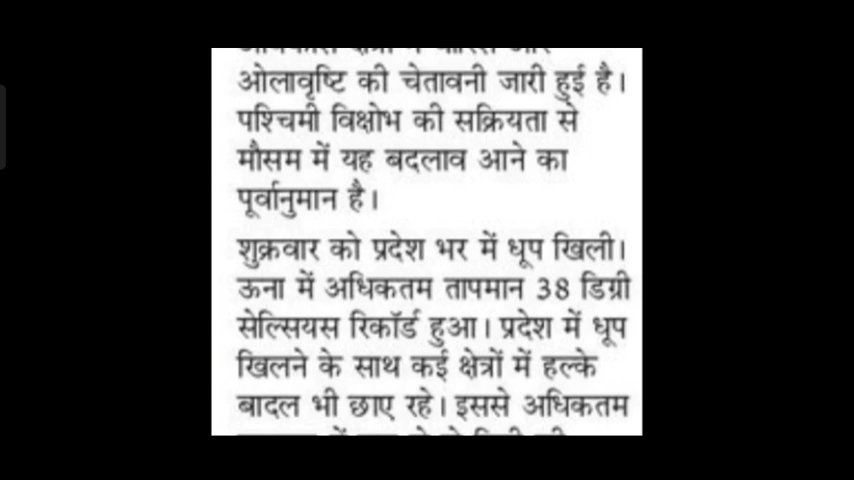 ओलावृष्टि की चेतावनी जारी हुई है।
पश्चिमी विक्षोभ की सक्रियता से
मौसम में यह बदलाव आने का
पूर्वानुमान है।
शुक्रवार को प्रदेश भर में धूप खिली।
ऊना में अधिकतम तापमान 38 डिग्री
सेल्सियस रिकॉर्ड हुआ। प्रदेश में धूप
खिलने के साथ कई क्षेत्रों में हल्के
बादल भी छाए रहे। इससे अधिकतम